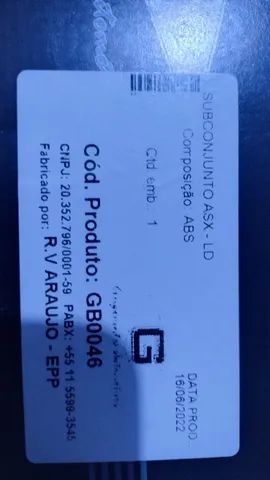 SUBCONJUNTO ASX - LD
Composição: ABS
DATA PROD
16/06/2022
Qtd emb.: 1
G
Cód. Produto: GB0046
CNPJ: 20.352.796/0001-59 PABX: +55 11 5599-3545
Fabricado por: R.V ARAUJO - EPP